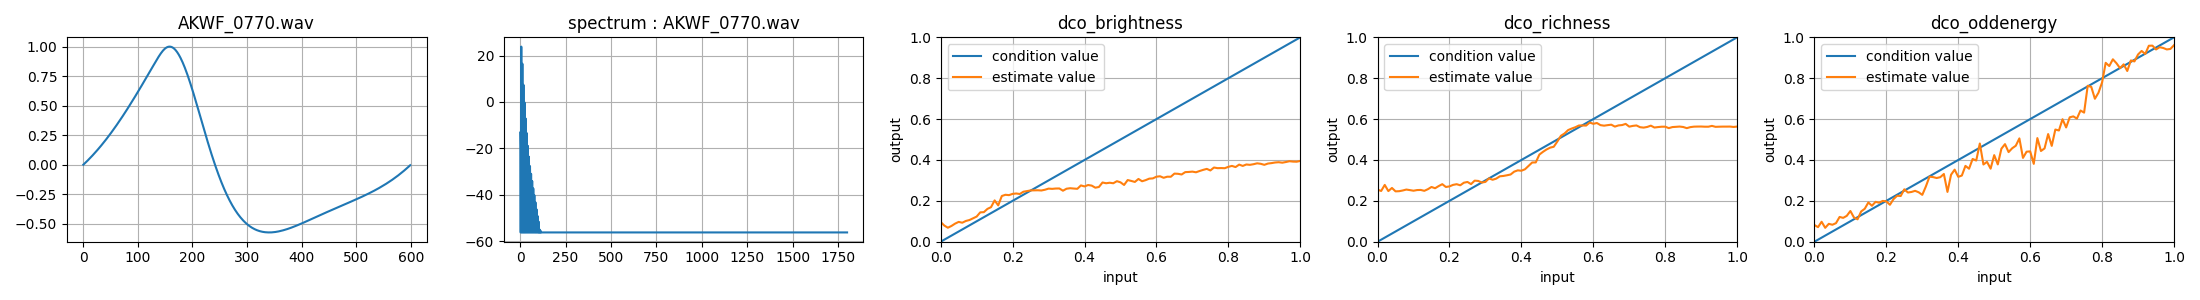 AKWF_0770.wav
1.00
0.75
0.50
0.25
0.00
−0.25
−0.50
0 100 200 300 400 500 600
spectrum : AKWF_0770.wav
20
0
−20
−40
−60
0 250 500 750 1000 1250 1500 1750
dco_brightness
condition value
estimate value
output
1.0
0.8
0.6
0.4
0.2
0.0
0.0 0.2 0.4 0.6 0.8 1.0
input
dco_richness
condition value
estimate value
output
1.0
0.8
0.6
0.4
0.2
0.0
0.0 0.2 0.4 0.6 0.8 1.0
input
dco_oddenergy
condition value
estimate value
output
1.0
0.8
0.6
0.4
0.2
0.0
0.0 0.2 0.4 0.6 0.8 1.0
input